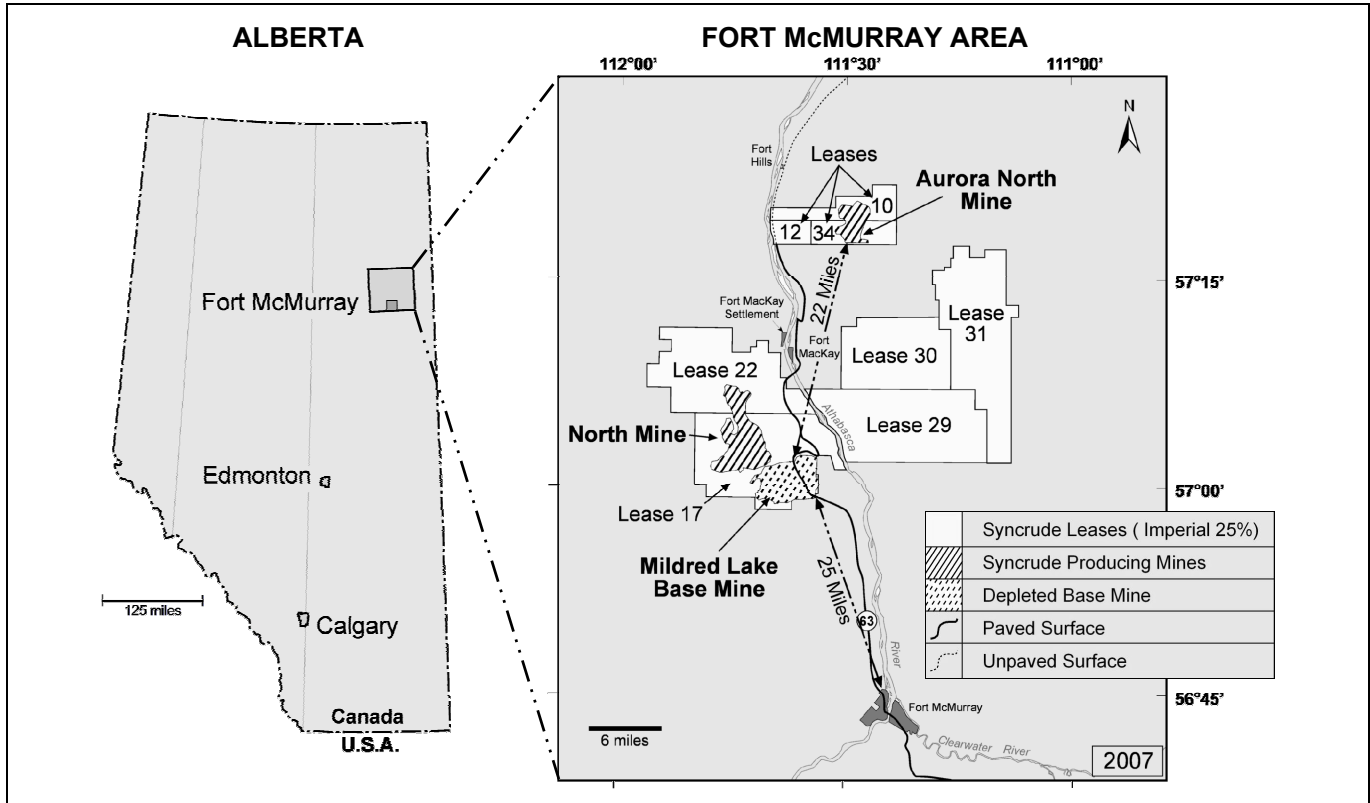 ALBERTA
FORT McMURRAY AREA
112°00'
111°30'
111°00'
N
Fort
Hills
Leases
Aurora North
Mine
10
12
34
57°15'
22 Miles
Fort MacKay
Settlement
Fort
MacKay
Lease
31
Lease 30
Lease 22
Lease 29
Athabasca
North Mine
57°00'
Lease 17
Mildred Lake
Base Mine
25 Miles
63
River
56°45'
Fort McMurray
Clearwater River
6 miles
2007
Syncrude Leases ( Imperial 25%)
Syncrude Producing Mines
Depleted Base Mine
Paved Surface
Unpaved Surface
Fort McMurray
Edmonton
Calgary
125 miles
Canada
U.S.A.